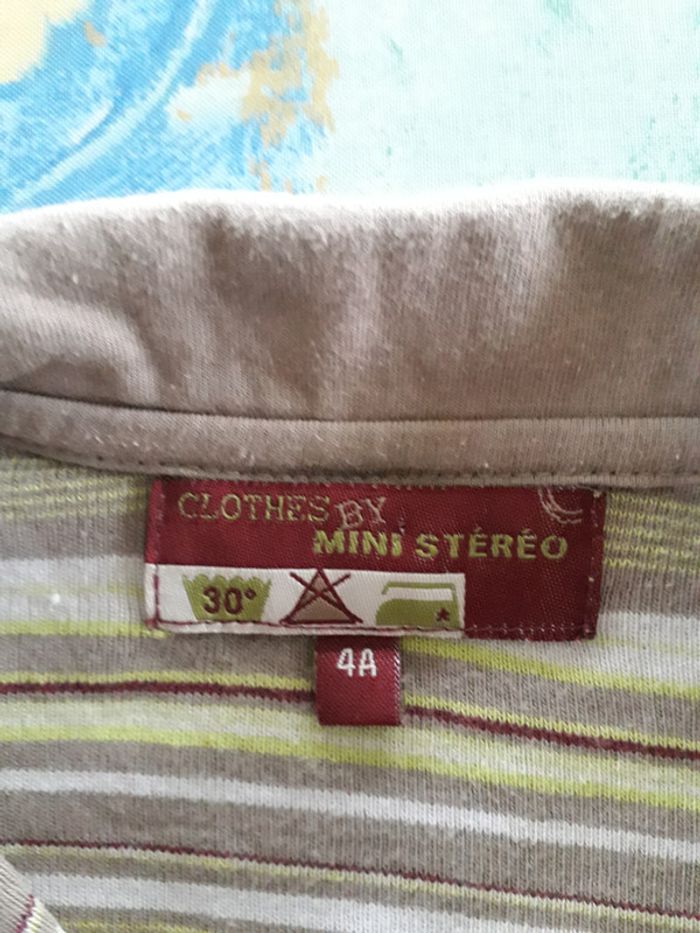 CLOTHES BY
MINI STÉRÉO
30°
4A